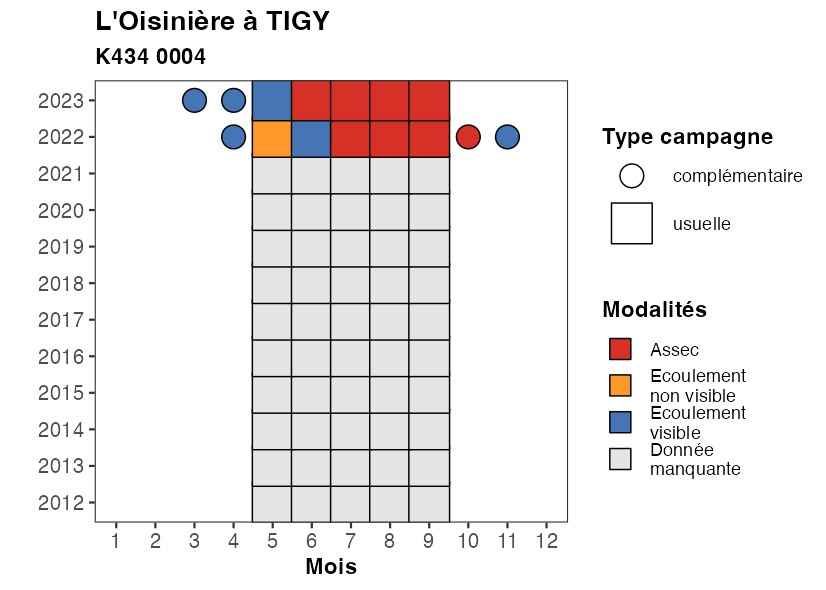 L'Oisinière à TIGY
K434 0004
2023
2022
2021
2020
2019
2018
2017
2016
2015
2014
2013
2012
1 2 3 4 5 6 7 8 9 10 11 12
Mois
Type campagne
complémentaire
usuelle
Modalités
Assec
Ecoulement
non visible
Ecoulement
visible
Donnée
manquante